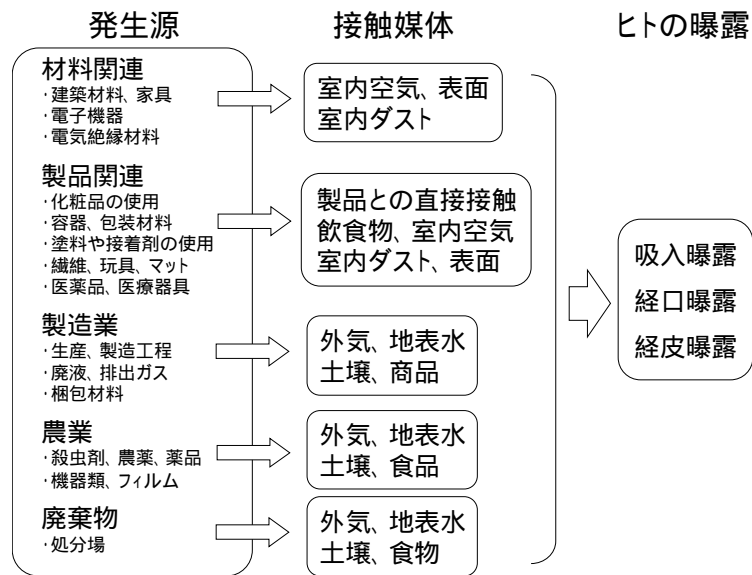 発生源
接触媒体
ヒトの曝露
材料関連
・建築材料、家具
・電子機器
・電気絶縁材料
室内空気、表面
室内ダスト
製品関連
・化粧品の使用
・容器、包装材料
・塗料や接着剤の使用
・繊維、玩具、マット
・医薬品、医療器具
製品との直接接触
飲食物、室内空気
室内ダスト、表面
製造業
・生産、製造工程
・廃液、排出ガス
・梱包材料
外気、地表水
土壌、商品
農業
・殺虫剤、農薬、薬品
・機器類、フィルム
外気、地表水
土壌、食品
廃棄物
・処分場
外気、地表水
土壌、食物
吸入曝露
経口曝露
経皮曝露